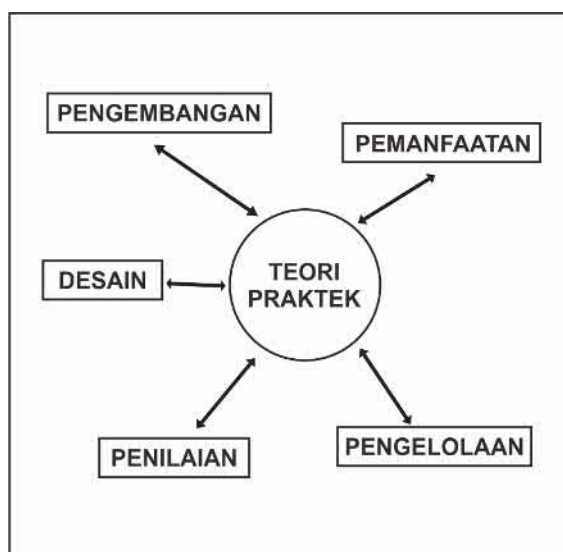 PENGEMBANGAN
PEMANFAATAN
TEORI
PRAKTEK
DESAIN
PENILAIAN
PENGELOLAAN